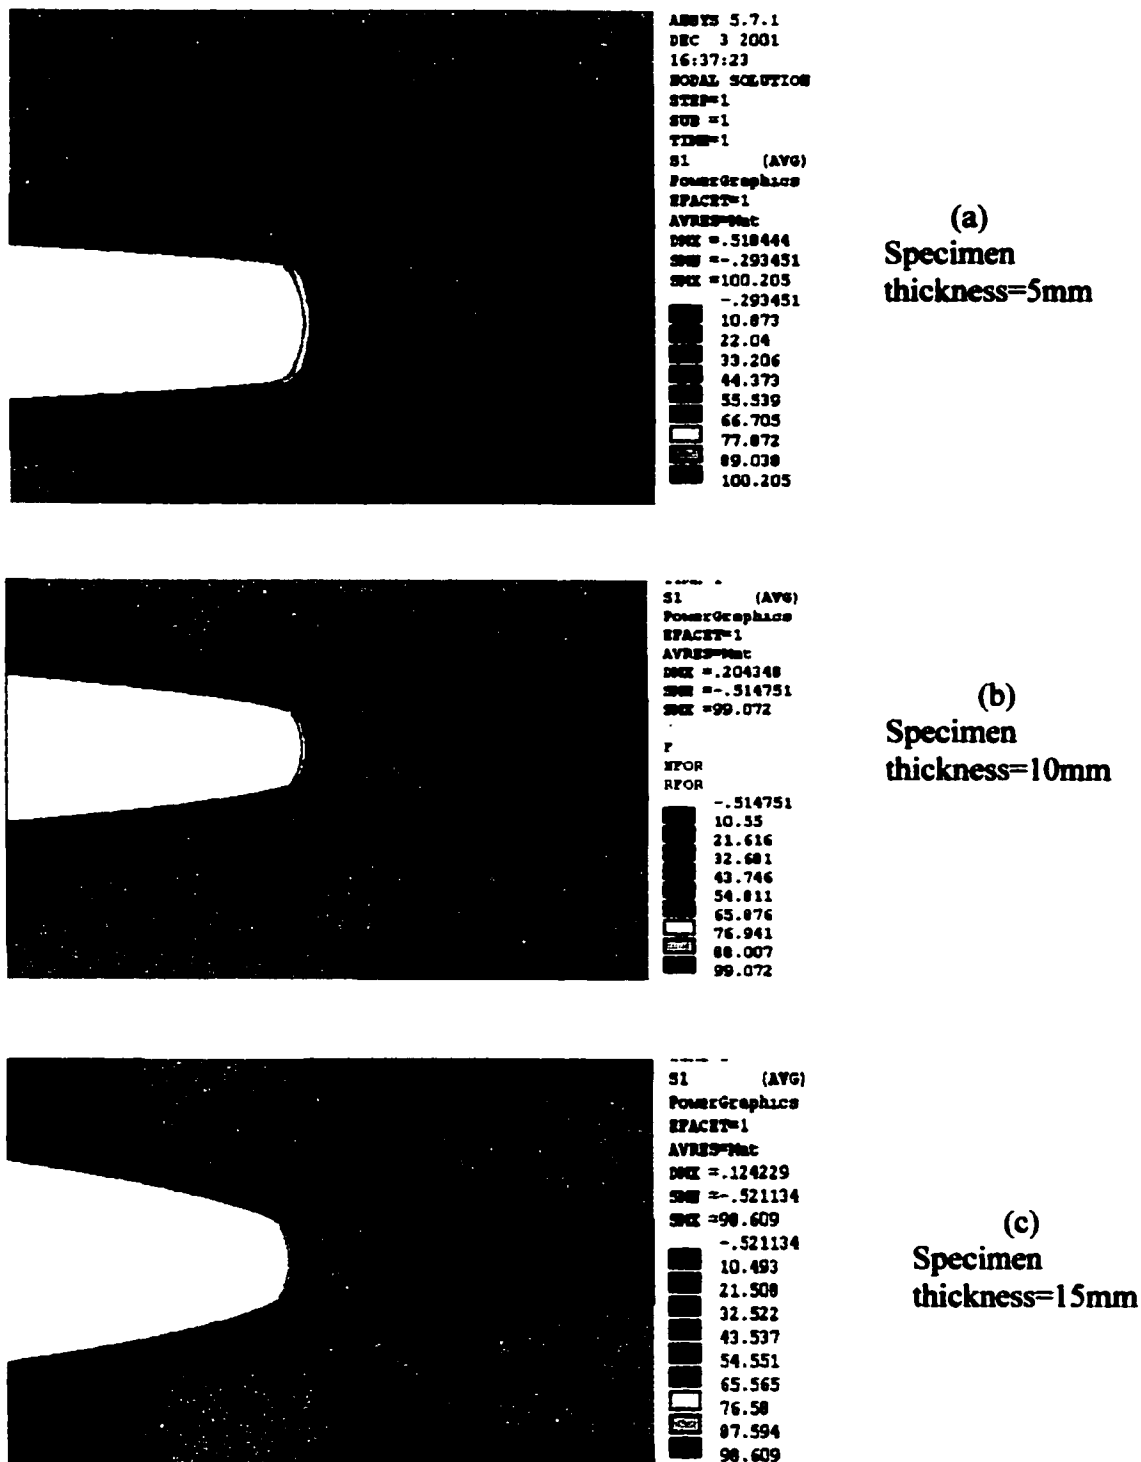 ANSYS 5.7.1
DEC 3 2001
16:37:23
NODAL SOLUTION
STEP=1
SUB =1
TIME=1
S1 (AVG)
PowerGraphics
EFACET=1
AVRES=Mat
DMX =.518444
SMN =-.293451
SMX =100.205
-.293451
10.873
22.04
33.206
44.373
55.539
66.705
77.872
89.038
100.205
(a)
Specimen
thickness=5mm
S1 (AVG)
PowerGraphics
EFACET=1
AVRES=Mat
DMX =.204348
SMN =-.514751
SMX =99.072
F
NFOR
RFOR
-.514751
10.55
21.616
32.681
43.746
54.811
65.876
76.941
88.007
99.072
(b)
Specimen
thickness=10mm
S1 (AVG)
PowerGraphics
EFACET=1
AVRES=Mat
DMX =.124229
SMN =-.521134
SMX =98.609
-.521134
10.493
21.508
32.522
43.537
54.551
65.565
76.58
87.594
98.609
(c)
Specimen
thickness=15mm